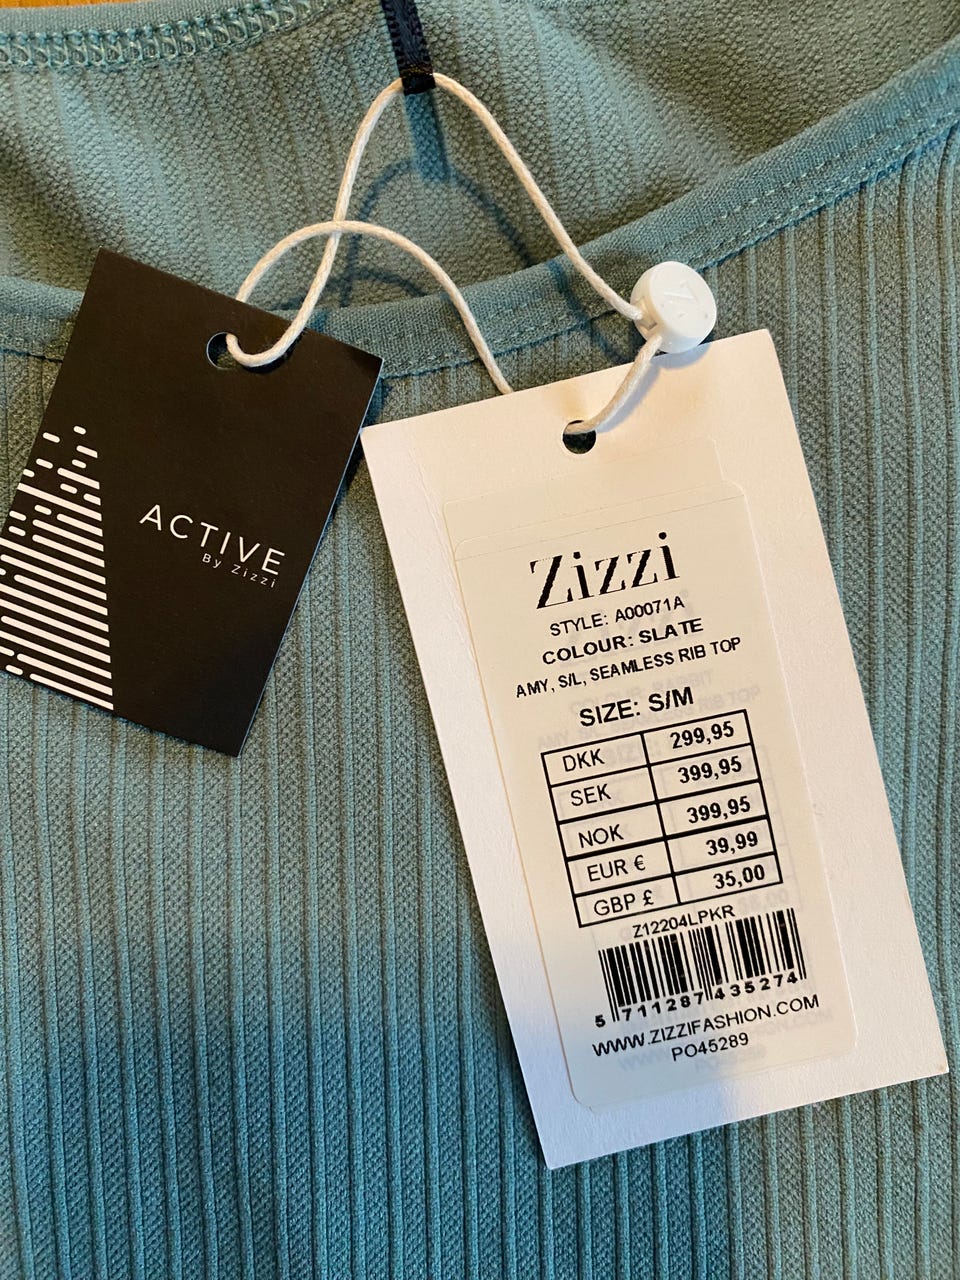 ACTIVE
By Zizzi
Zizzi
STYLE: A00071A
COLOUR: SLATE
AMY, S/L, SEAMLESS RIB TOP
SIZE: S/M
DKK 299,95
SEK 399,95
NOK 399,95
EUR € 39,99
GBP £ 35,00
Z12204LPKR
5 711287 435274
WWW.ZIZZIFASHION.COM
PO45289